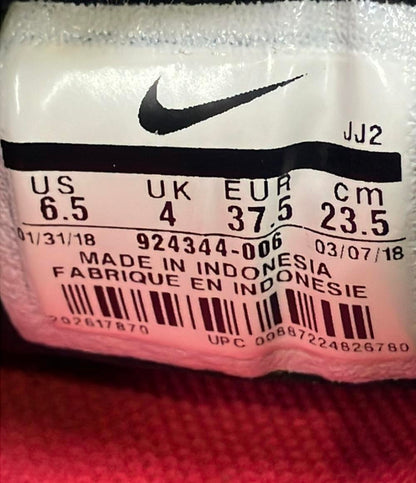 JJ2
US UK EUR cm
6.5 4 37.5 23.5
01/31/18 924344-006 03/07/18
MADE IN INDONESIA
FABRIQUE EN INDONESIE
202617870 UPC 00887224826780